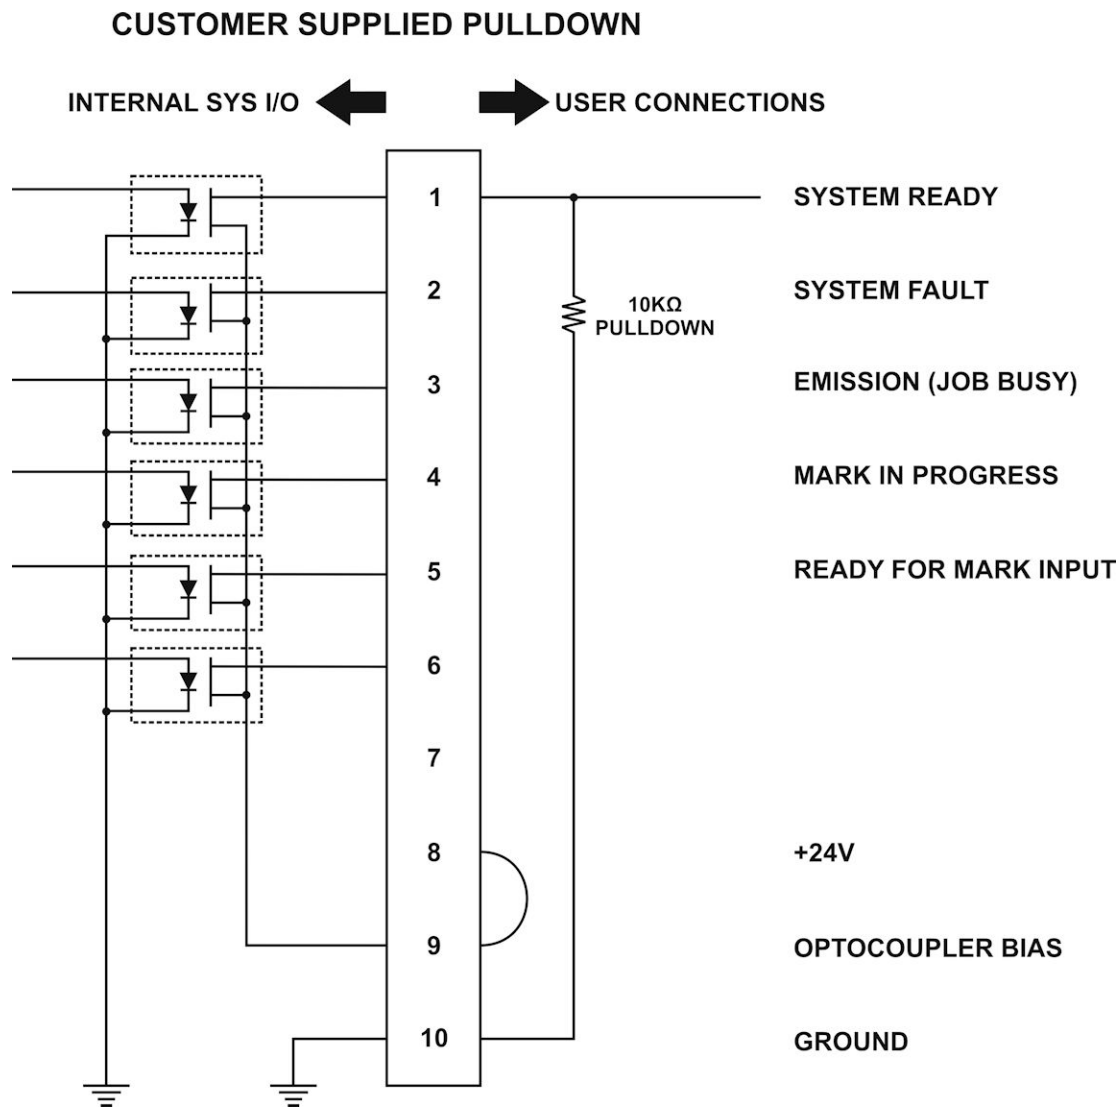 CUSTOMER SUPPLIED PULLDOWN
INTERNAL SYS I/O
USER CONNECTIONS
1
SYSTEM READY
2
SYSTEM FAULT
10KΩ
PULLDOWN
3
EMISSION (JOB BUSY)
4
MARK IN PROGRESS
5
READY FOR MARK INPUT
6
7
8
+24V
9
OPTOCOUPLER BIAS
10
GROUND